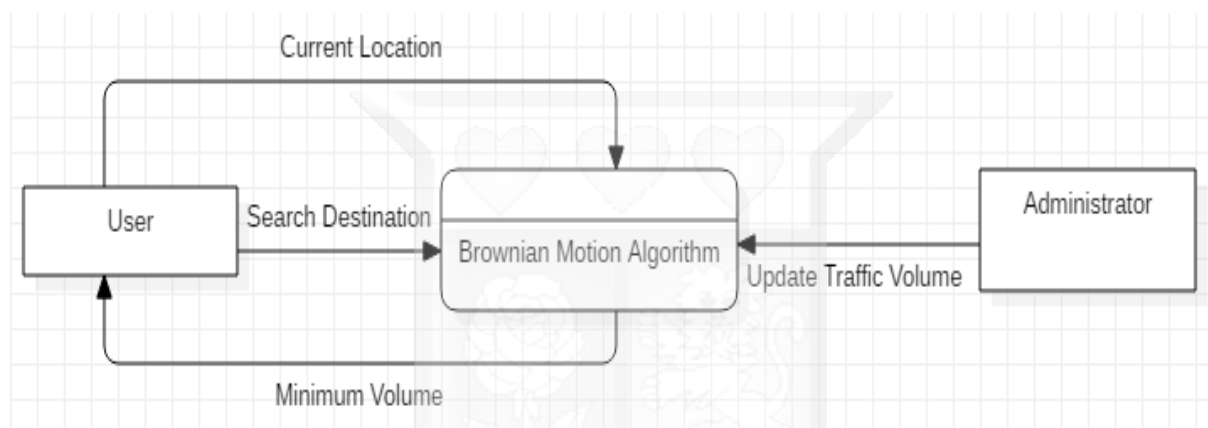 Current Location
User
Search Destination
Brownian Motion Algorithm
Administrator
Update Traffic Volume
Minimum Volume